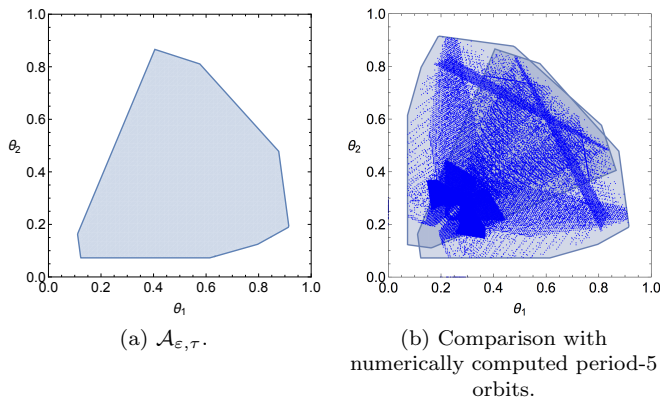 1.0
1.0
0.8
0.8
0.6
0.6
θ2
θ2
0.4
0.4
0.2
0.2
0.0
0.0
0.0 0.2 0.4 0.6 0.8 1.0
0.0 0.2 0.4 0.6 0.8 1.0
θ1
θ1
(a) 𝒜ε,τ.
(b) Comparison with
numerically computed period-5
orbits.